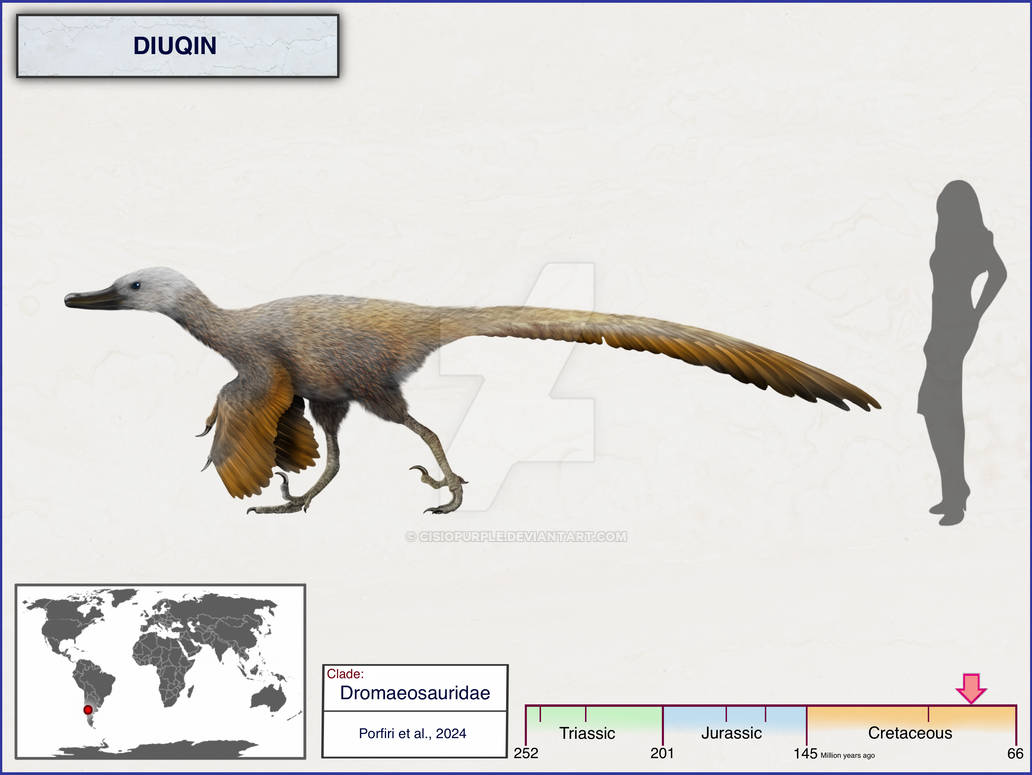 DIUQIN
© CISIOPURPLE.DEVIANTART.COM
Clade:
Dromaeosauridae
Porfiri et al., 2024
Triassic
Jurassic
Cretaceous
252
201
145
Million years ago
66